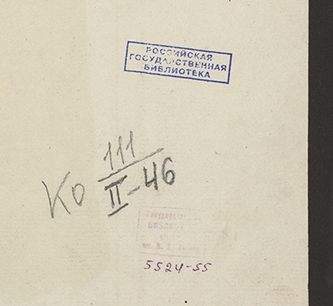 РОССИЙСКАЯ
ГОСУДАРСТВЕННАЯ
БИБЛИОТЕКА
Ко 111
II-46
5524-55